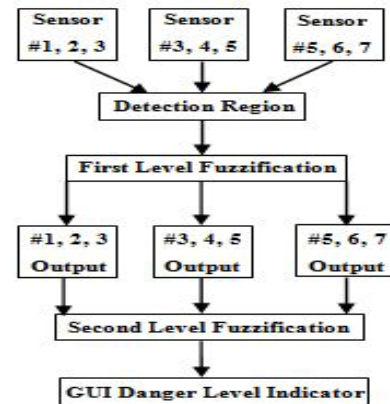 Sensor
#1, 2, 3
Sensor
#3, 4, 5
Sensor
#5, 6, 7
Detection Region
First Level Fuzzification
#1, 2, 3
Output
#3, 4, 5
Output
#5, 6, 7
Output
Second Level Fuzzification
GUI Danger Level Indicator